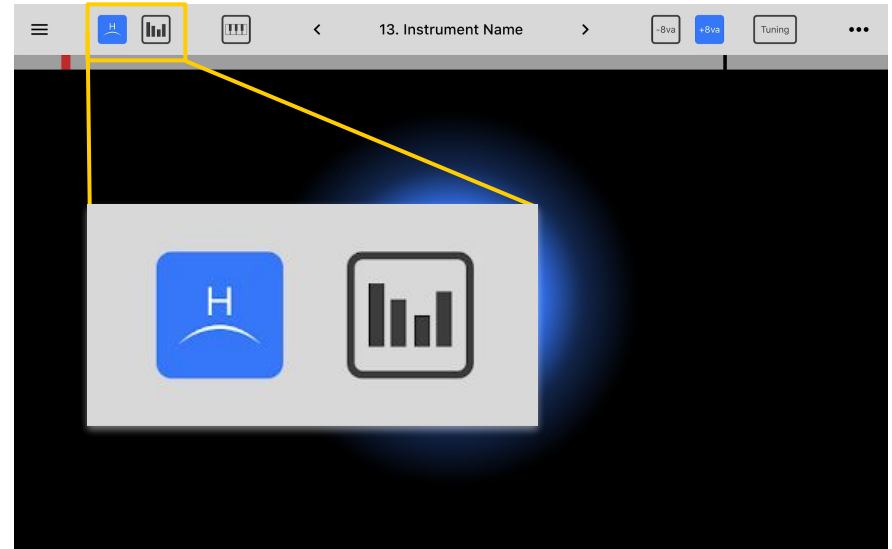 H
13. Instrument Name
-8va
+8va
Tuning
H